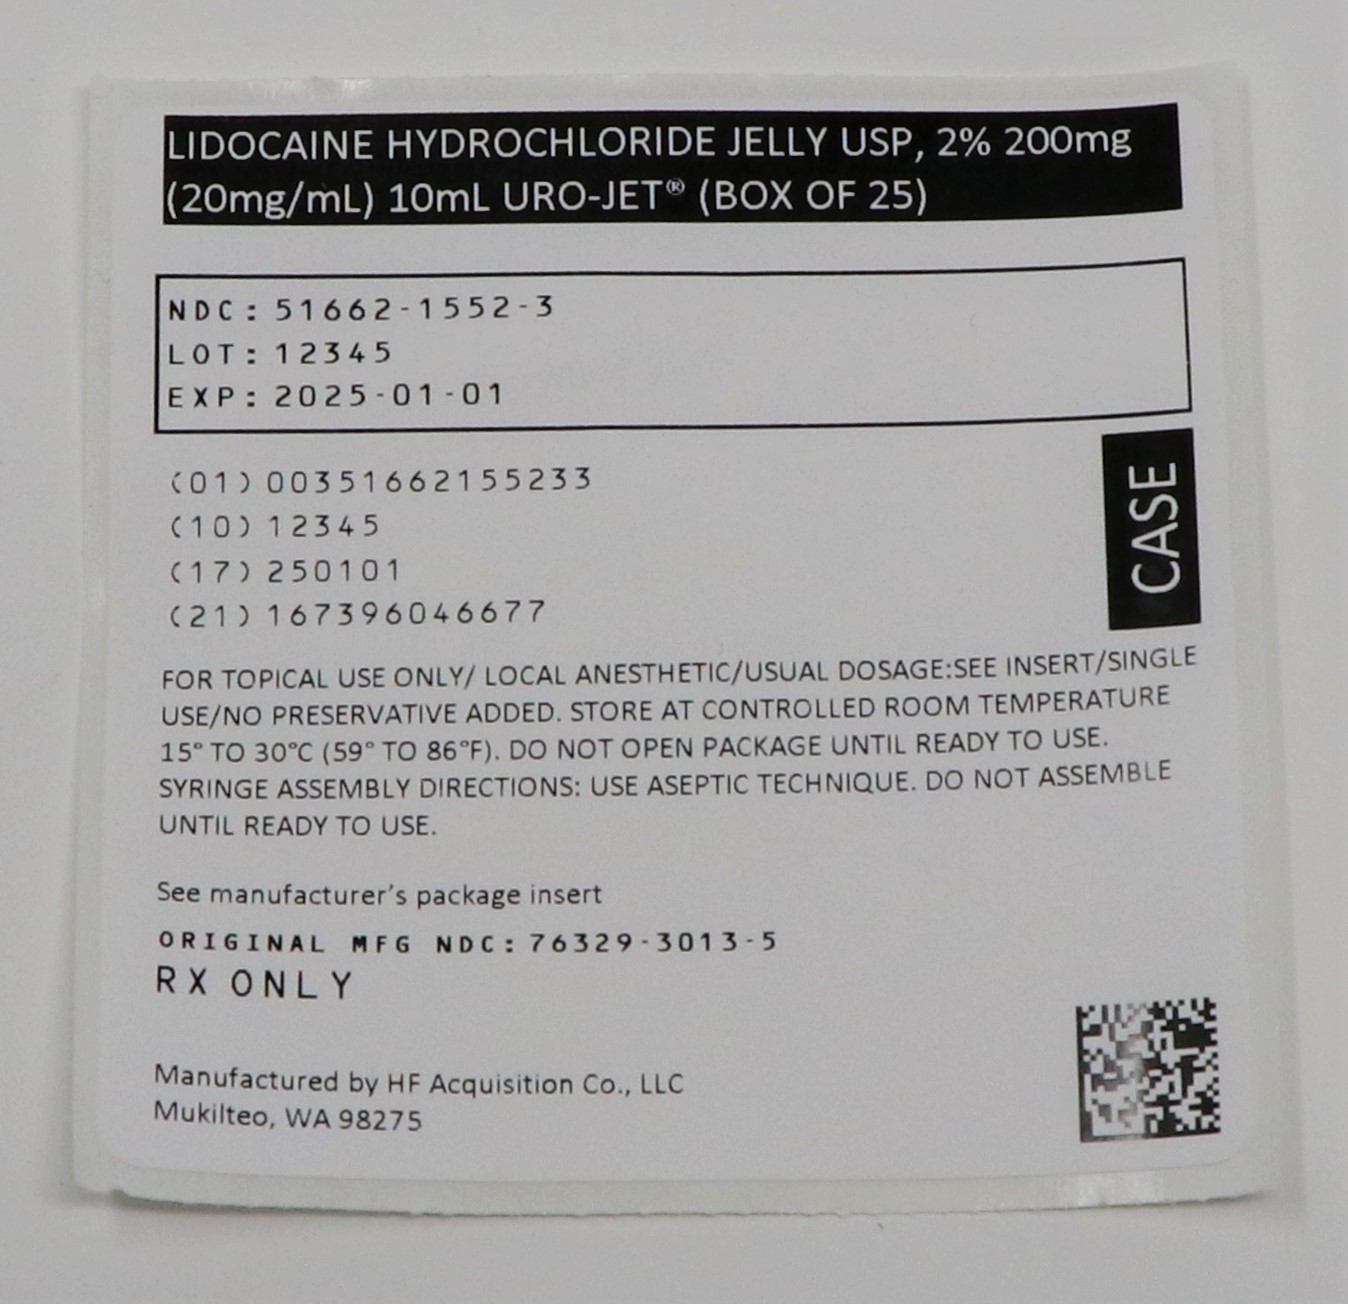 LIDOCAINE HYDROCHLORIDE JELLY USP, 2% 200mg
(20mg/mL) 10mL URO-JET® (BOX OF 25)
NDC: 51662-1552-3
LOT: 12345
EXP: 2025-01-01
(01) 00351662155233
(10) 12345
(17) 250101
(21) 167396046677
CASE
FOR TOPICAL USE ONLY/ LOCAL ANESTHETIC/USUAL DOSAGE:SEE INSERT/SINGLE
USE/NO PRESERVATIVE ADDED. STORE AT CONTROLLED ROOM TEMPERATURE
15° TO 30°C (59° TO 86°F). DO NOT OPEN PACKAGE UNTIL READY TO USE.
SYRINGE ASSEMBLY DIRECTIONS: USE ASEPTIC TECHNIQUE. DO NOT ASSEMBLE
UNTIL READY TO USE.
See manufacturer's package insert
ORIGINAL MFG NDC: 76329-3013-5
RX ONLY
Manufactured by HF Acquisition Co., LLC
Mukilteo, WA 98275